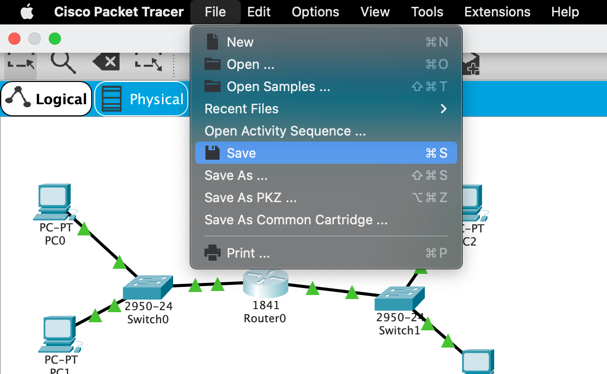 Cisco Packet Tracer File Edit Options View Tools Extensions Help
New ⌘N
Open ... ⌘O
Open Samples ... ⇧⌘T
Recent Files
Open Activity Sequence ...
Save ⌘S
Save As ... ⇧⌘S
Save As PKZ ... ⌥⌘Z
Save As Common Cartridge ...
Print ... ⌘P
Logical Physical
PC-PT
PC0
C2
2950-24
Switch0
1841
Router0
2950-24
Switch1
PC-PT
PC1